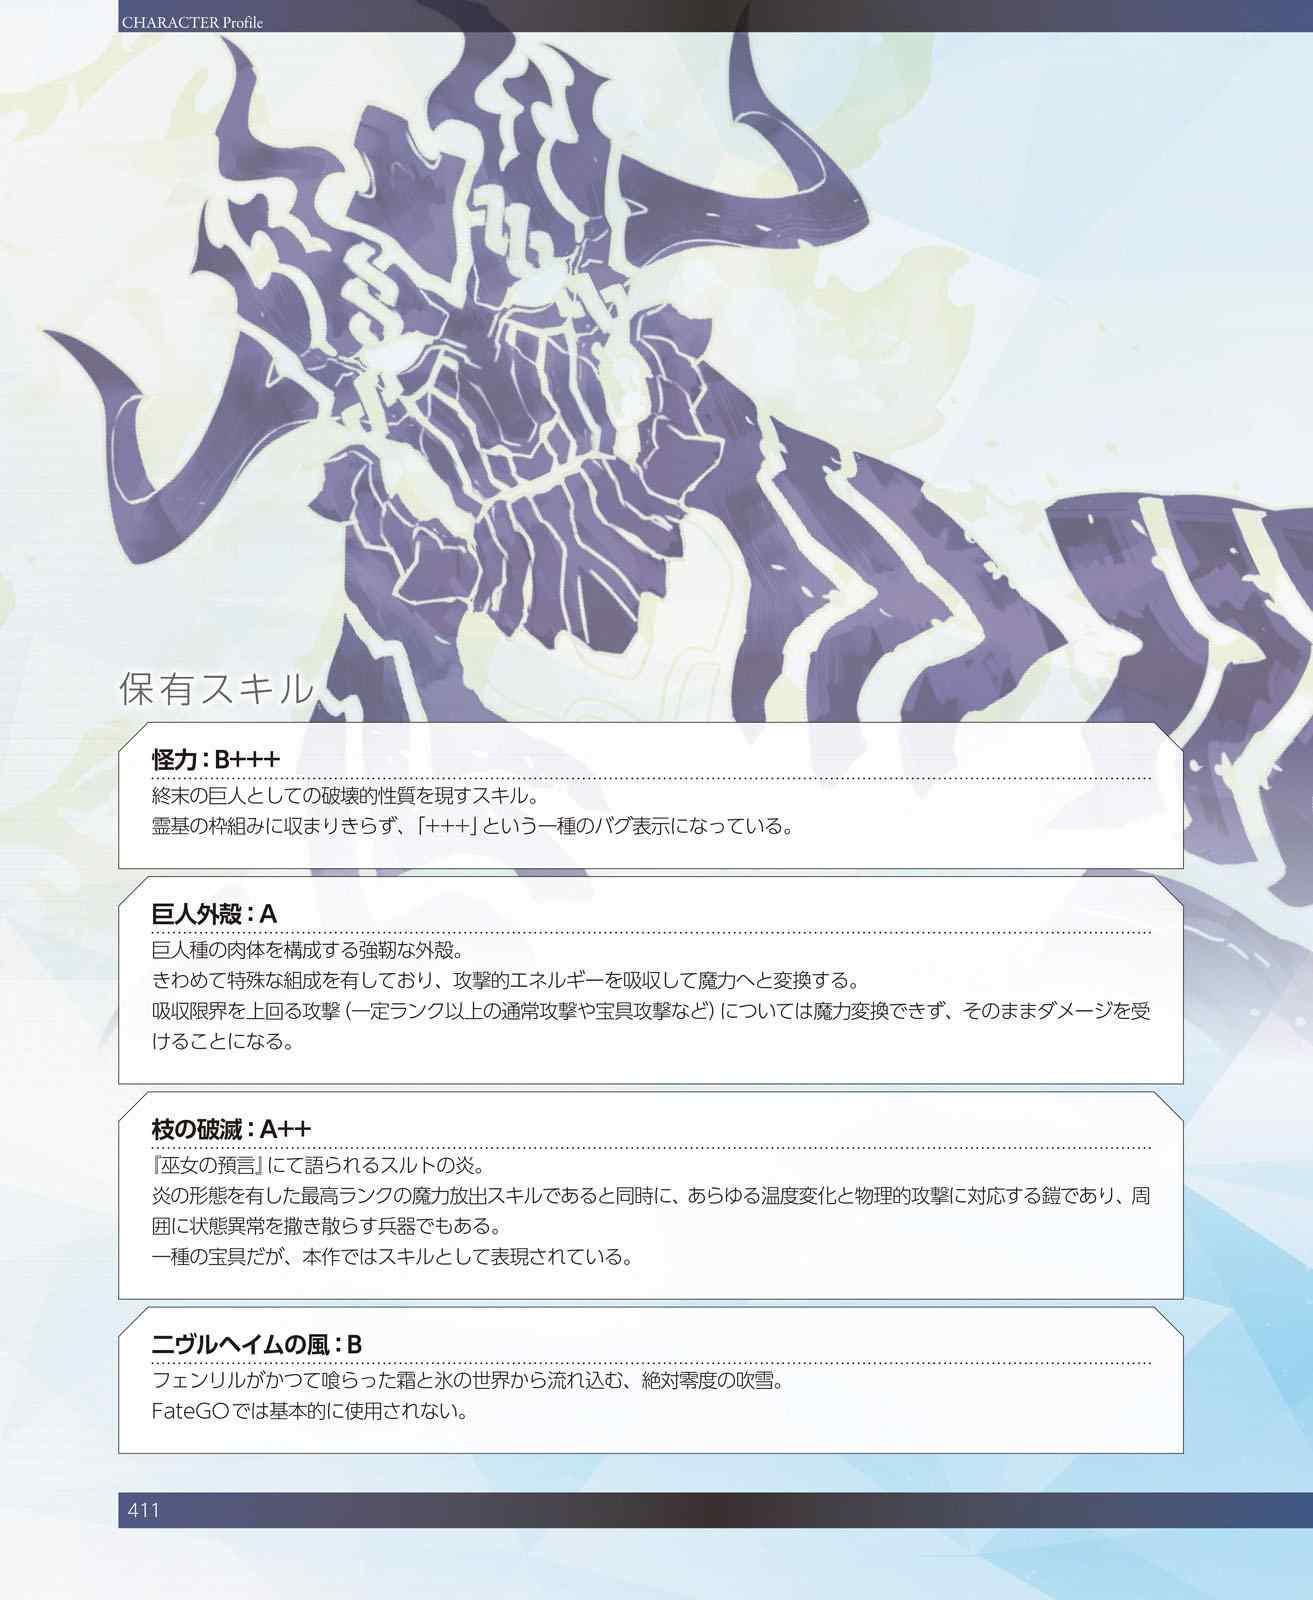 CHARACTER Profile
保有スキル
怪力：B+++
終末の巨人としての破壊的性質を現すスキル。
霊基の枠組みに収まりきらず、「+++」という一種のバグ表示になっている。
巨人外殻：A
巨人種の肉体を構成する強靭な外殻。
きわめて特殊な組成を有しており、攻撃的エネルギーを吸収して魔力へと変換する。
吸収限界を上回る攻撃（一定ランク以上の通常攻撃や宝具攻撃など）については魔力変換できず、そのままダメージを受
けることになる。
枝の破滅：A++
『巫女の預言』にて語られるスルトの炎。
炎の形態を有した最高ランクの魔力放出スキルであると同時に、あらゆる温度変化と物理的攻撃に対応する鎧であり、周
囲に状態異常を撒き散らす兵器でもある。
一種の宝具だが、本作ではスキルとして表現されている。
ニヴルヘイムの風：B
フェンリルがかつて喰らった霜と氷の世界から流れ込む、絶対零度の吹雪。
FateGOでは基本的に使用されない。
411